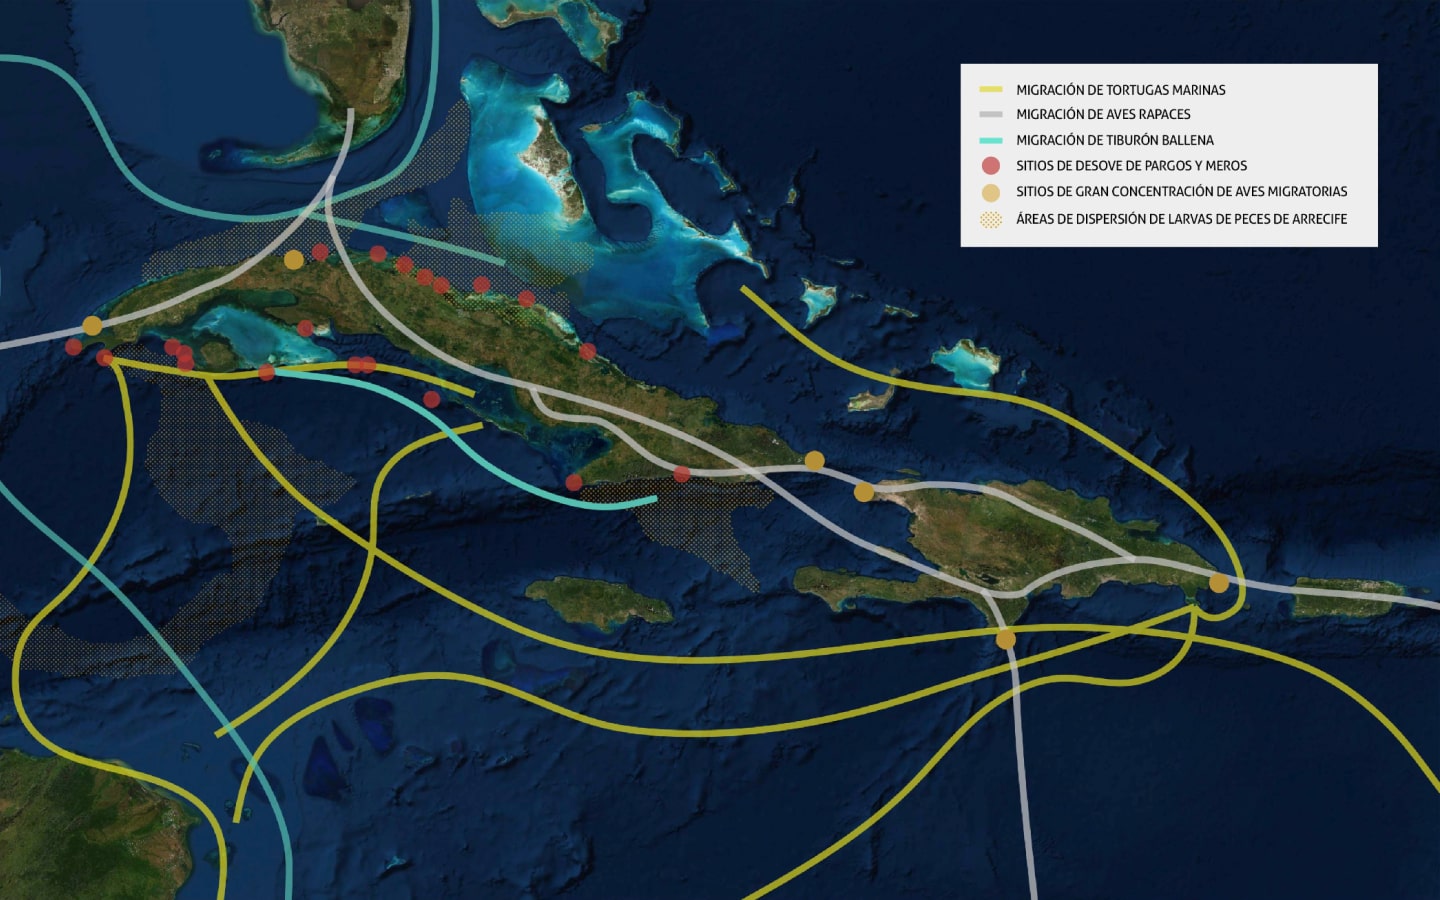 MIGRACIÓN DE TORTUGAS MARINAS
MIGRACIÓN DE AVES RAPACES
MIGRACIÓN DE TIBURÓN BALLENA
SITIOS DE DESOVE DE PARGOS Y MEROS
SITIOS DE GRAN CONCENTRACIÓN DE AVES MIGRATORIAS
ÁREAS DE DISPERSIÓN DE LARVAS DE PECES DE ARRECIFE